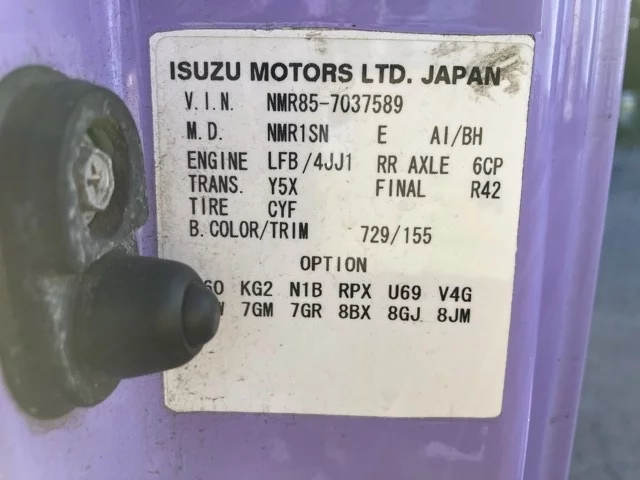 ISUZU MOTORS LTD. JAPAN
V.I.N. NMR85-7037589
M.D. NMR1SN E AI/BH
ENGINE LFB/4JJ1 RR AXLE 6CP
TRANS. Y5X FINAL R42
TIRE CYF
B.COLOR/TRIM 729/155
OPTION
KG2 N1B RPX U69 V4G
7GM 7GR 8BX 8GJ 8JM